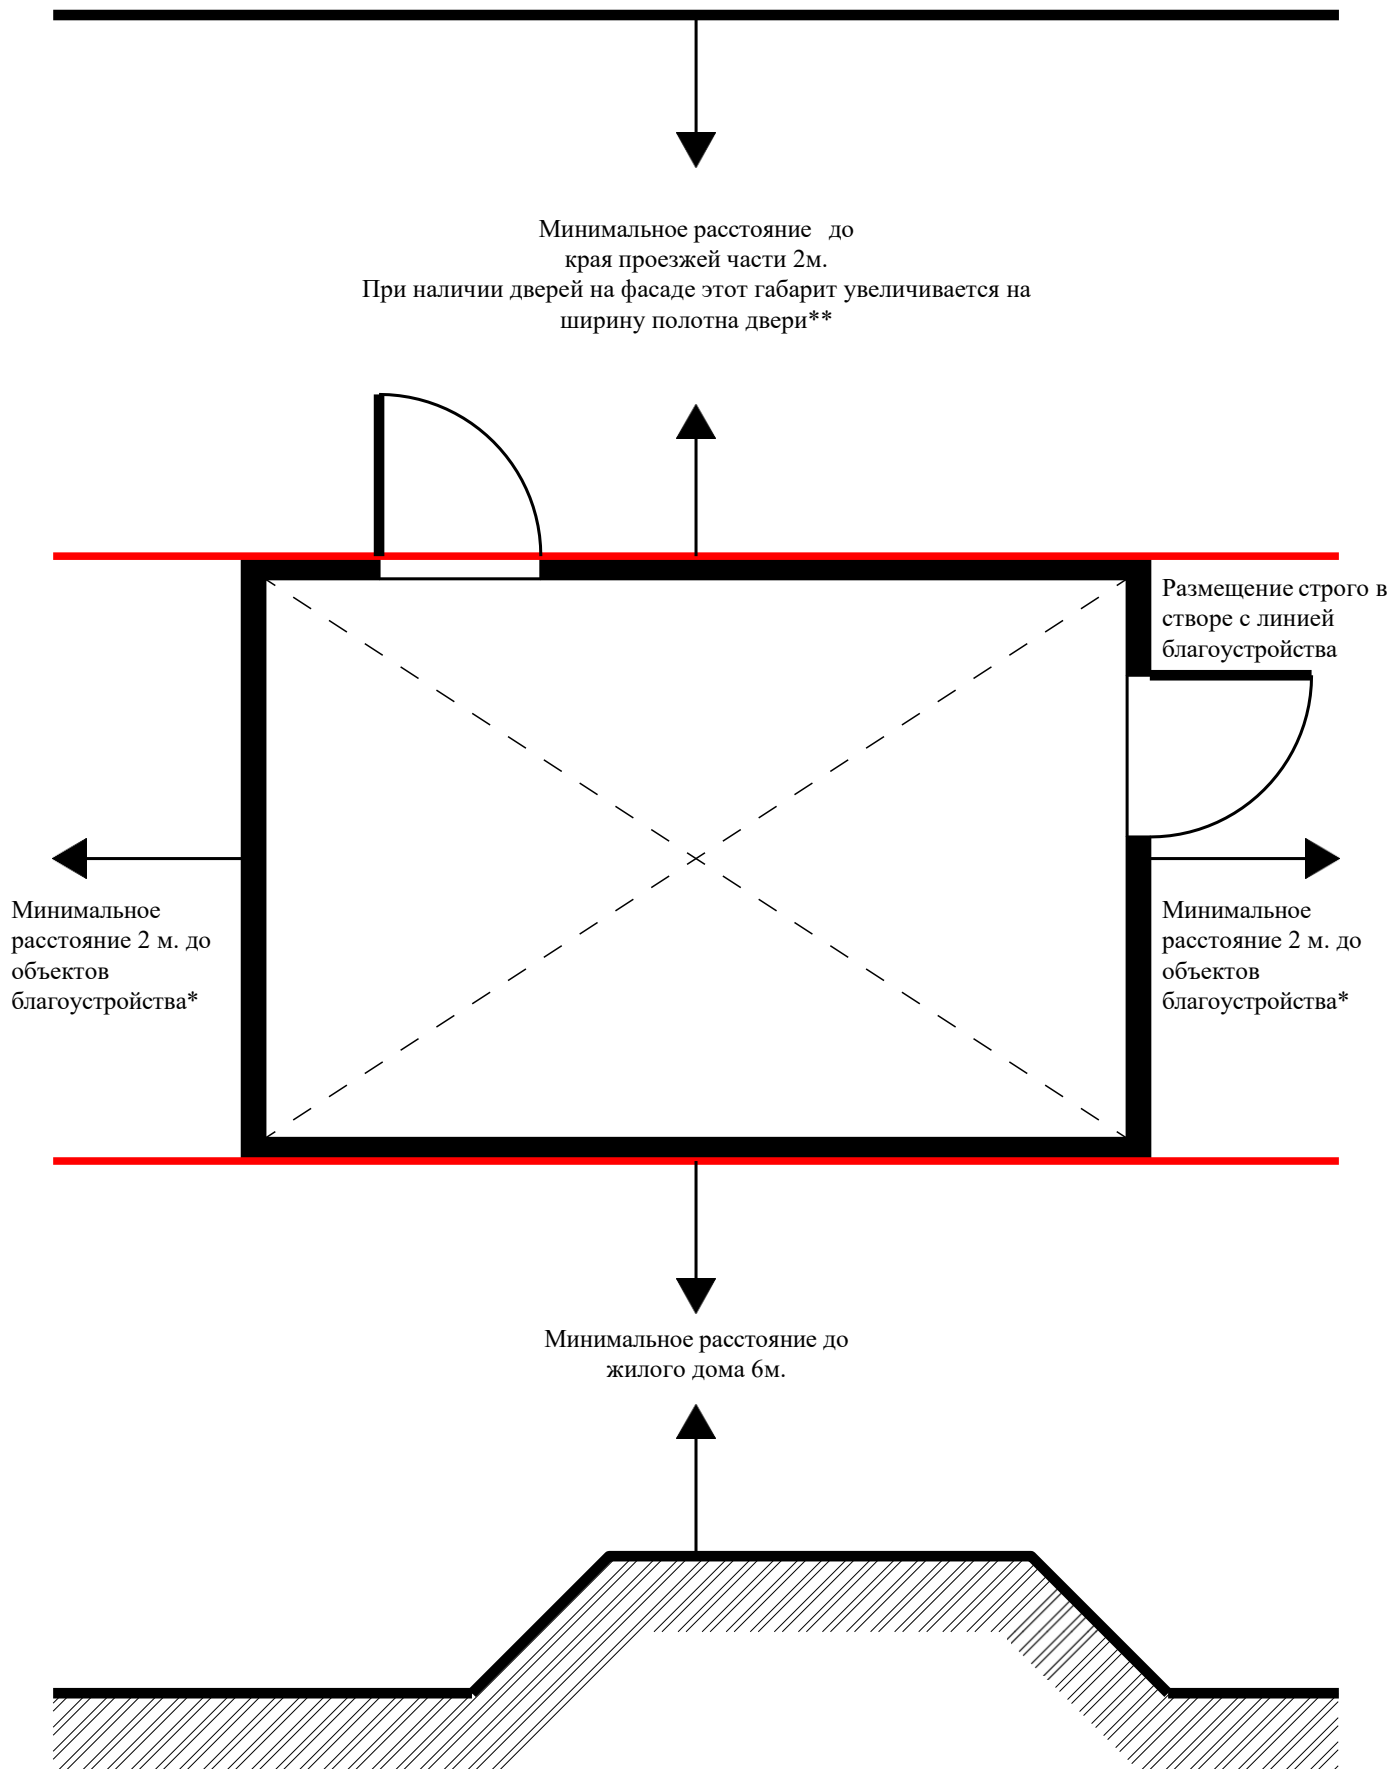 Минимальное расстояние до
края проезжей части 2м.
При наличии дверей на фасаде этот габарит увеличивается на
ширину полотна двери**
Размещение строго в
створе с линией
благоустройства
Минимальное
расстояние 2 м. до
объектов
благоустройства*
Минимальное
расстояние 2 м. до
объектов
благоустройства*
Минимальное расстояние до
жилого дома 6м.